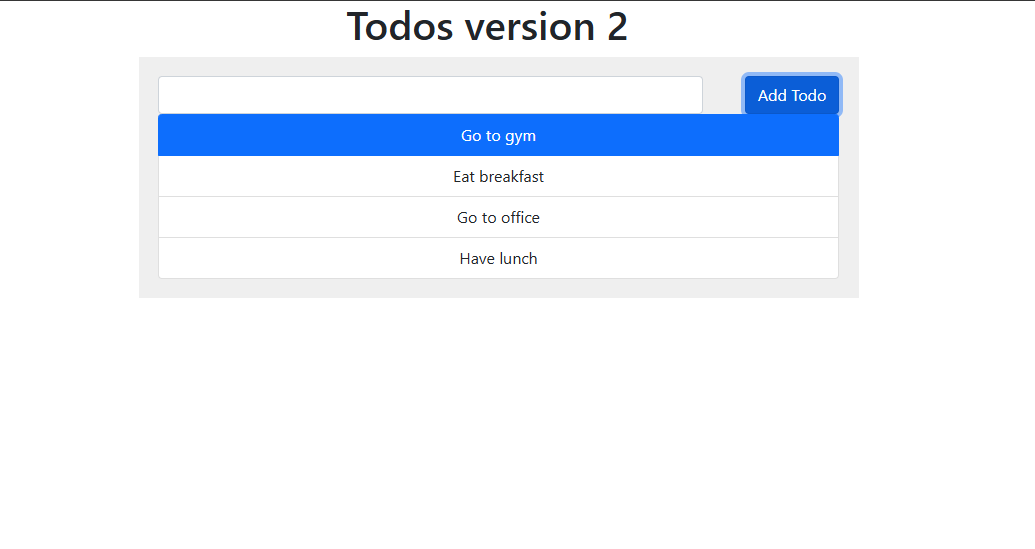 Todos version 2
Add Todo
Go to gym
Eat breakfast
Go to office
Have lunch